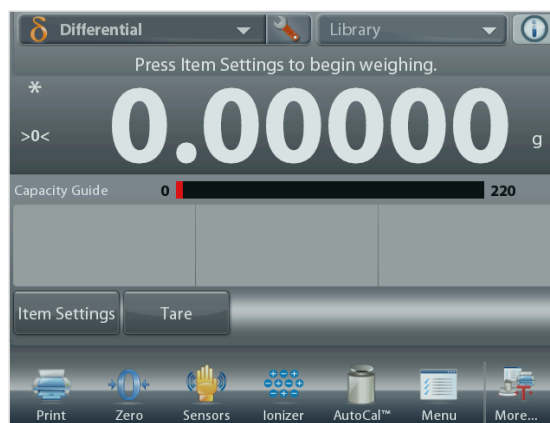 δ Differential Library
Press Item Settings to begin weighing.
*
>0< 0.00000 g
Capacity Guide 0 220
Item Settings Tare
Print Zero Sensors Ionizer AutoCal™ Menu More...